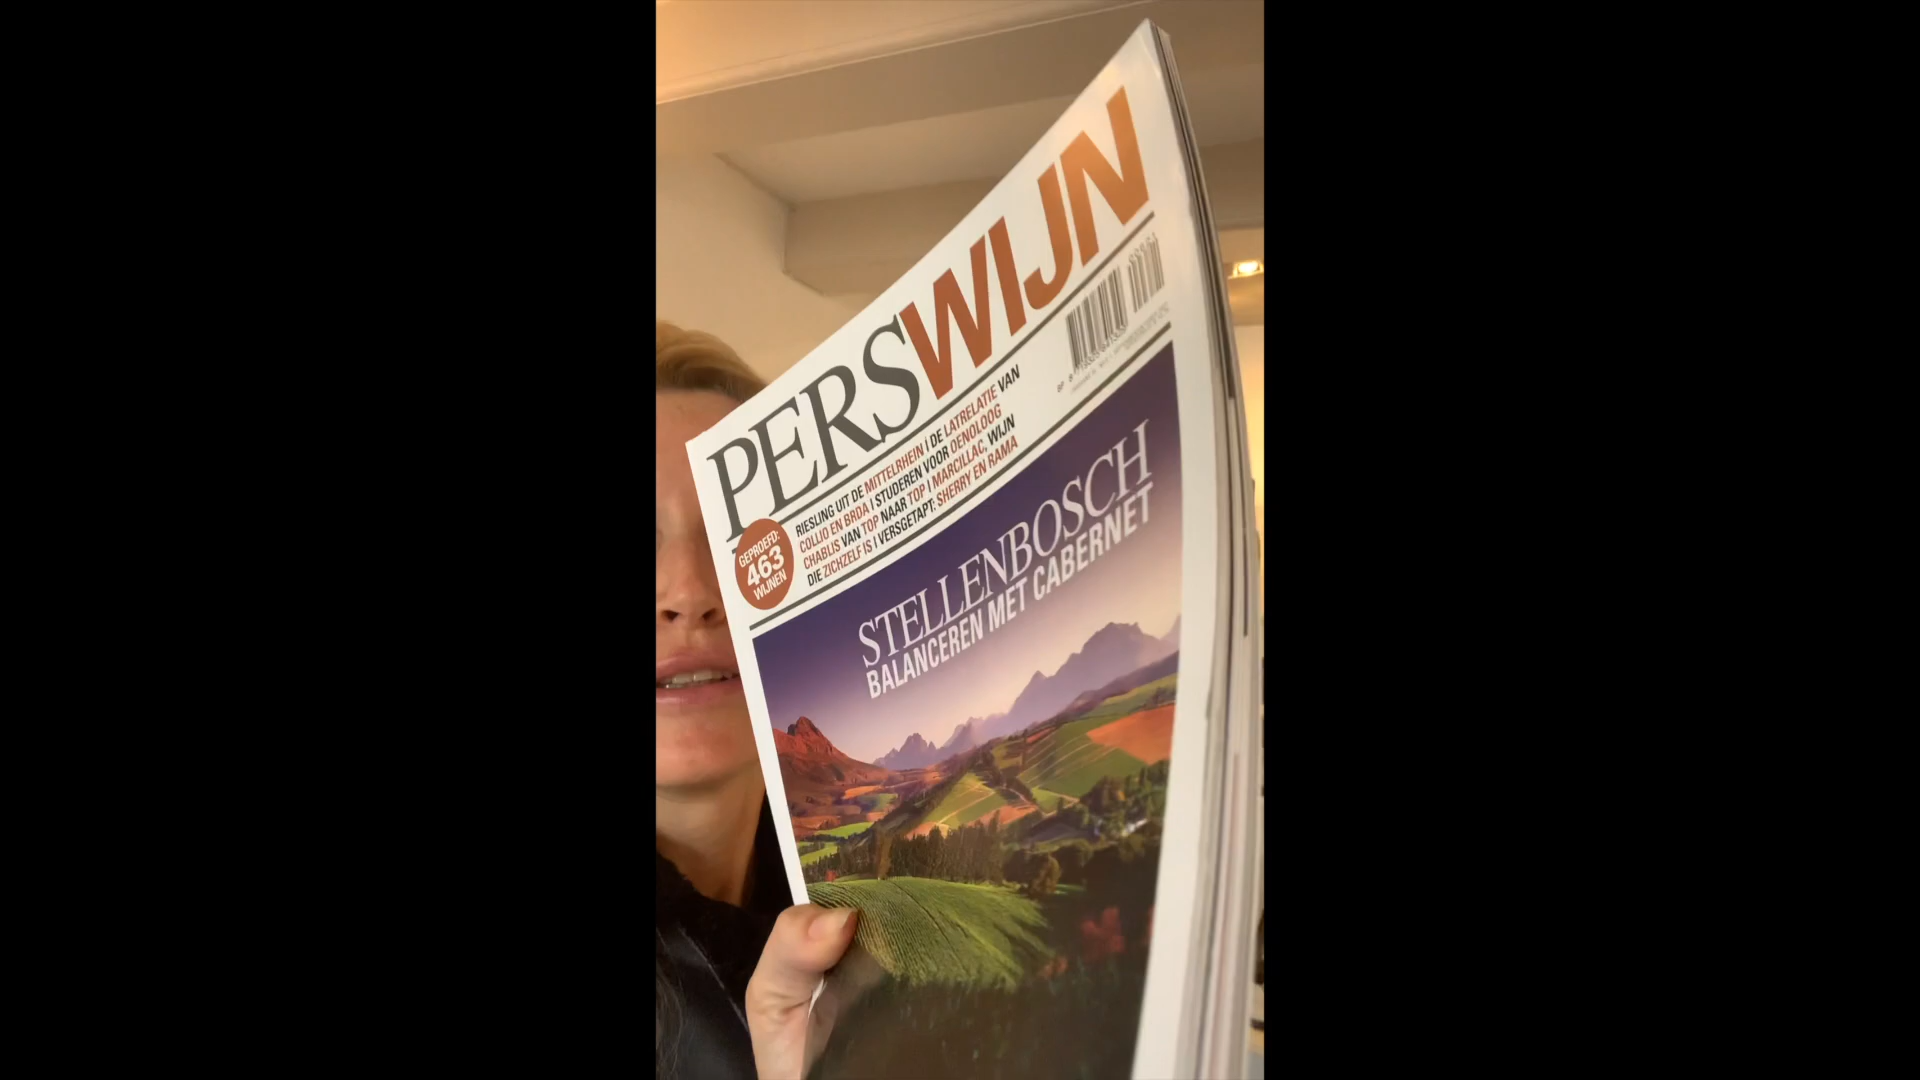 PERSWIJN
RIESLING UIT DE MITTELRHEIN | DE LATRELATIE VAN
COLLIO EN BRDA | STUDEREN VOOR OENOLOOG
CHABLIS VAN TOP NAAR TOP | MARCILLAC, WIJN
DIE ZICHZELF IS | VERSGETAPT: SHERRY EN RAMA
GEPROEFD:
463
WIJNEN
STELLENBOSCH
BALANCEREN MET CABERNET